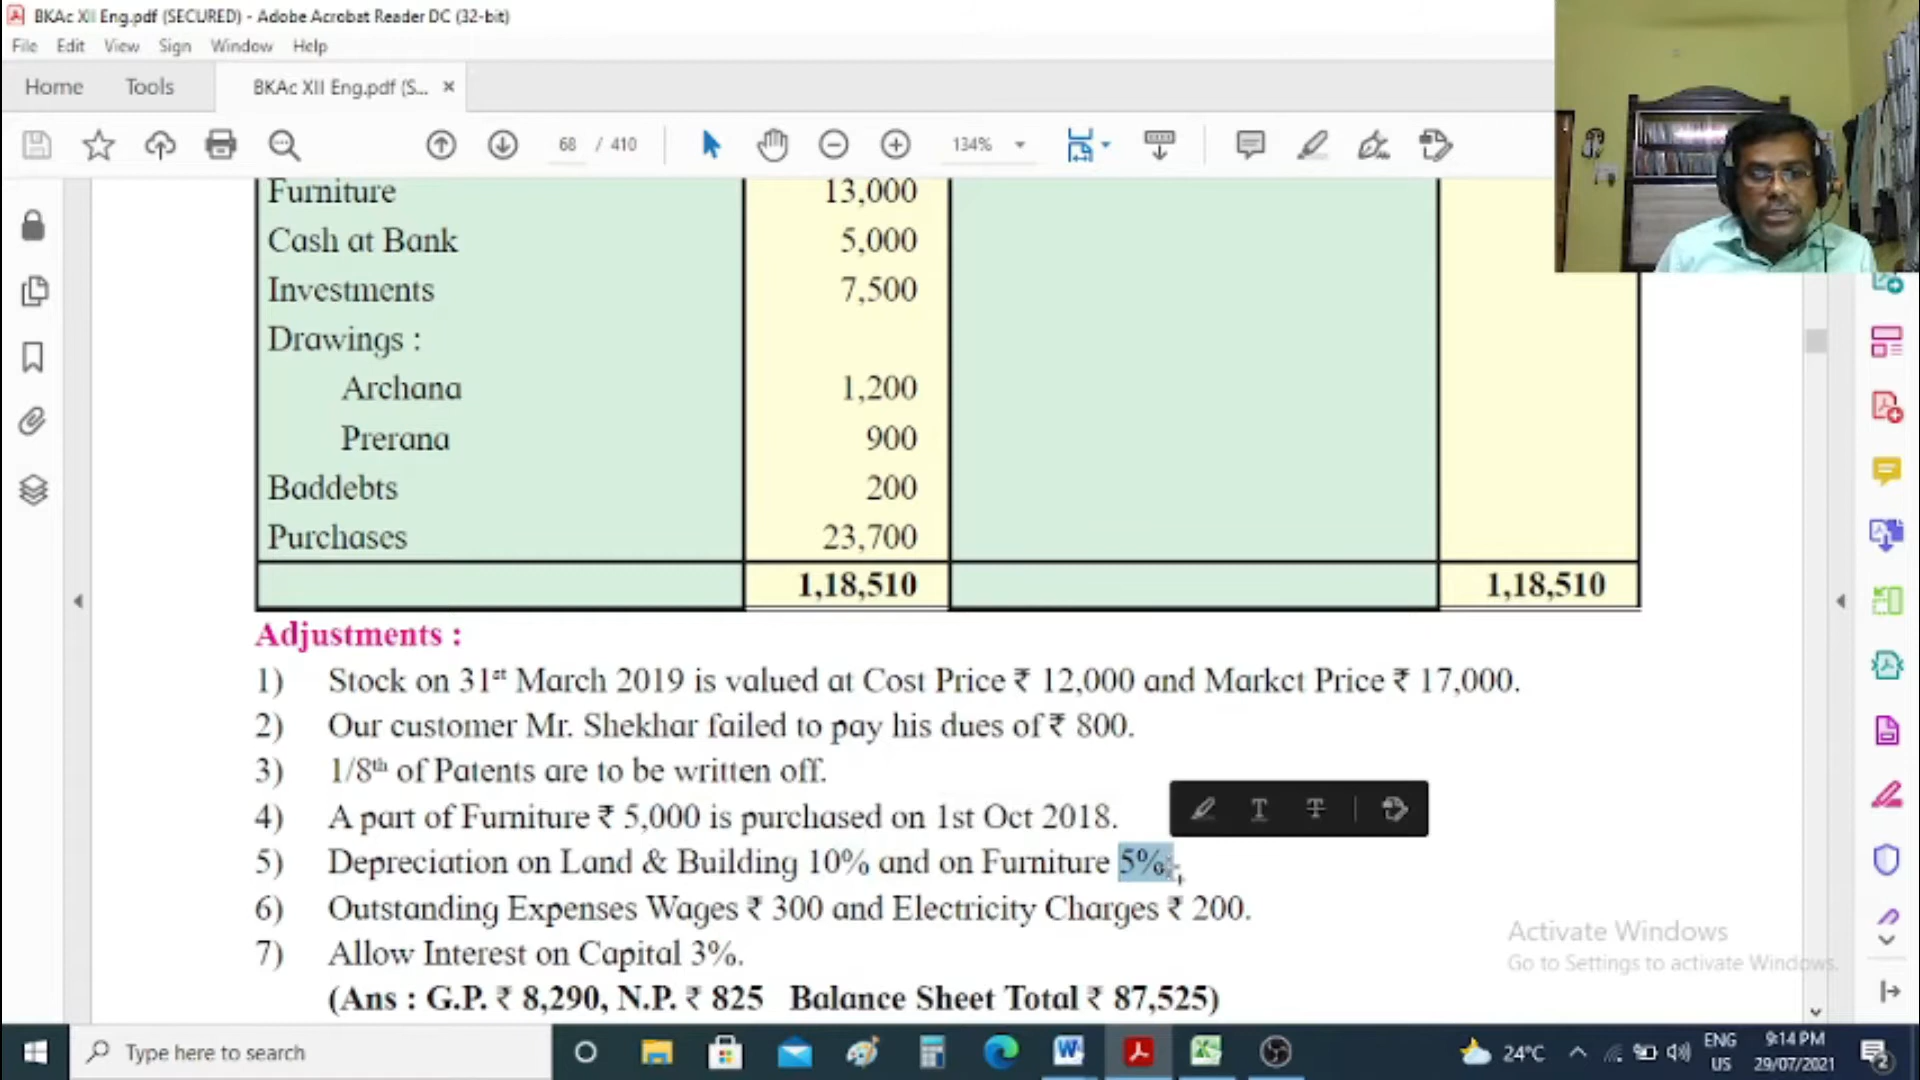 BKAc XII Eng.pdf (SECURED) - Adobe Acrobat Reader DC (32-bit)
File Edit View Sign Window Help
Home Tools BKAc XII Eng.pdf (S... ×
68 / 410 134%
Furniture 13,000
Cash at Bank 5,000
Investments 7,500
Drawings :
Archana 1,200
Prerana 900
Baddebts 200
Purchases 23,700
1,18,510 1,18,510
Adjustments :
1) Stock on 31st March 2019 is valued at Cost Price ₹ 12,000 and Market Price ₹ 17,000.
2) Our customer Mr. Shekhar failed to pay his dues of ₹ 800.
3) 1/8th of Patents are to be written off.
4) A part of Furniture ₹ 5,000 is purchased on 1st Oct 2018.
5) Depreciation on Land & Building 10% and on Furniture 5%.
6) Outstanding Expenses Wages ₹ 300 and Electricity Charges ₹ 200.
7) Allow Interest on Capital 3%.
(Ans : G.P. ₹ 8,290, N.P. ₹ 825 Balance Sheet Total ₹ 87,525)
Activate Windows
Go to Settings to activate Windows.
Type here to search
24°C
ENG
US
9:14 PM
29/07/2021
2